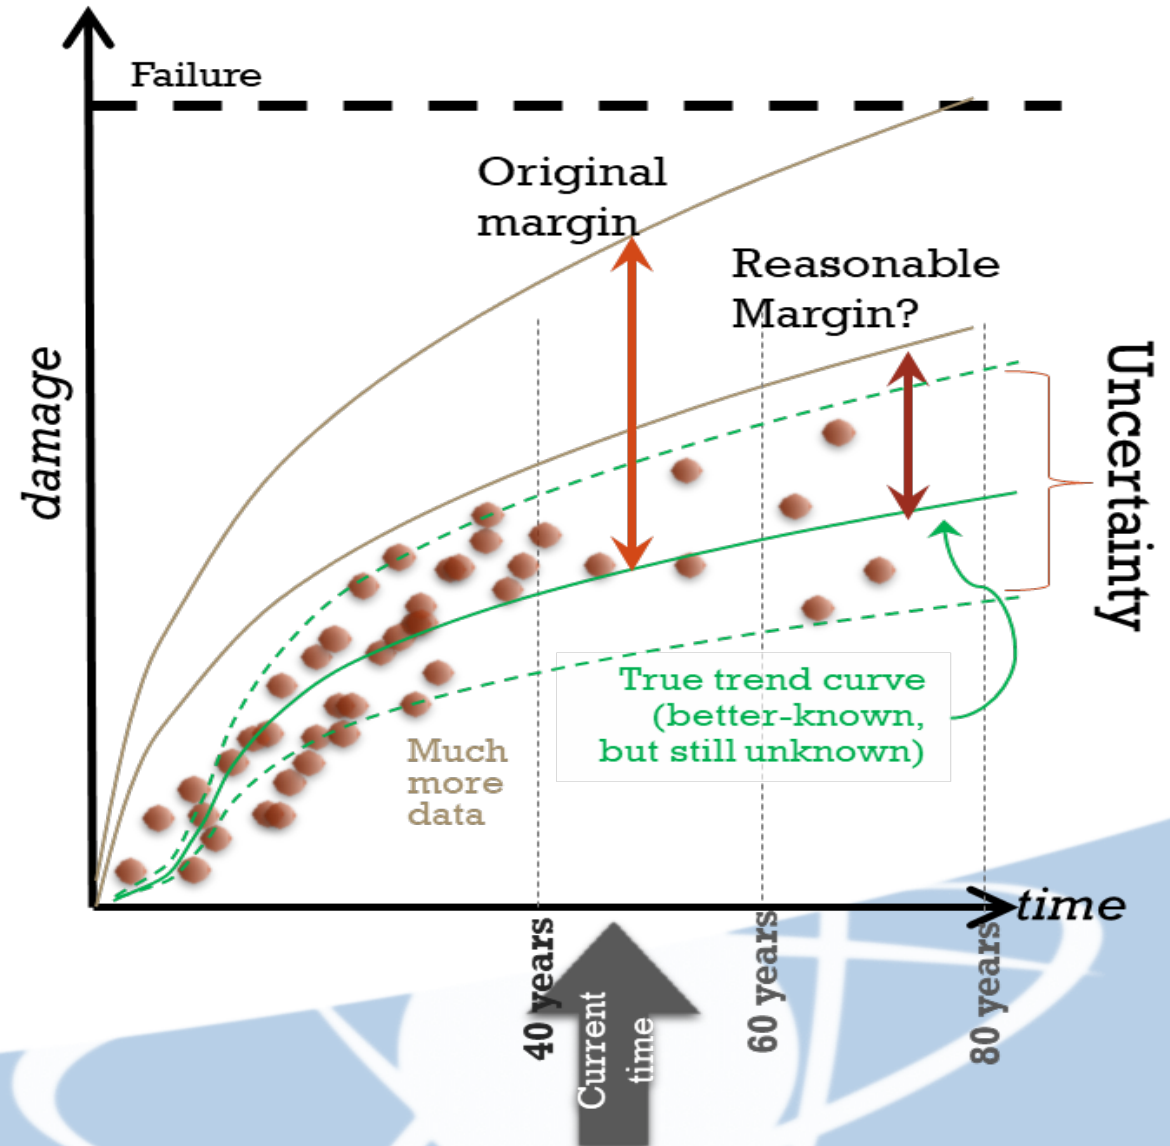 Failure
Original
margin
Reasonable
Margin?
damage
Uncertainty
True trend curve
(better-known,
but still unknown)
Much
more
data
time
40 years
60 years
80 years
Current
time